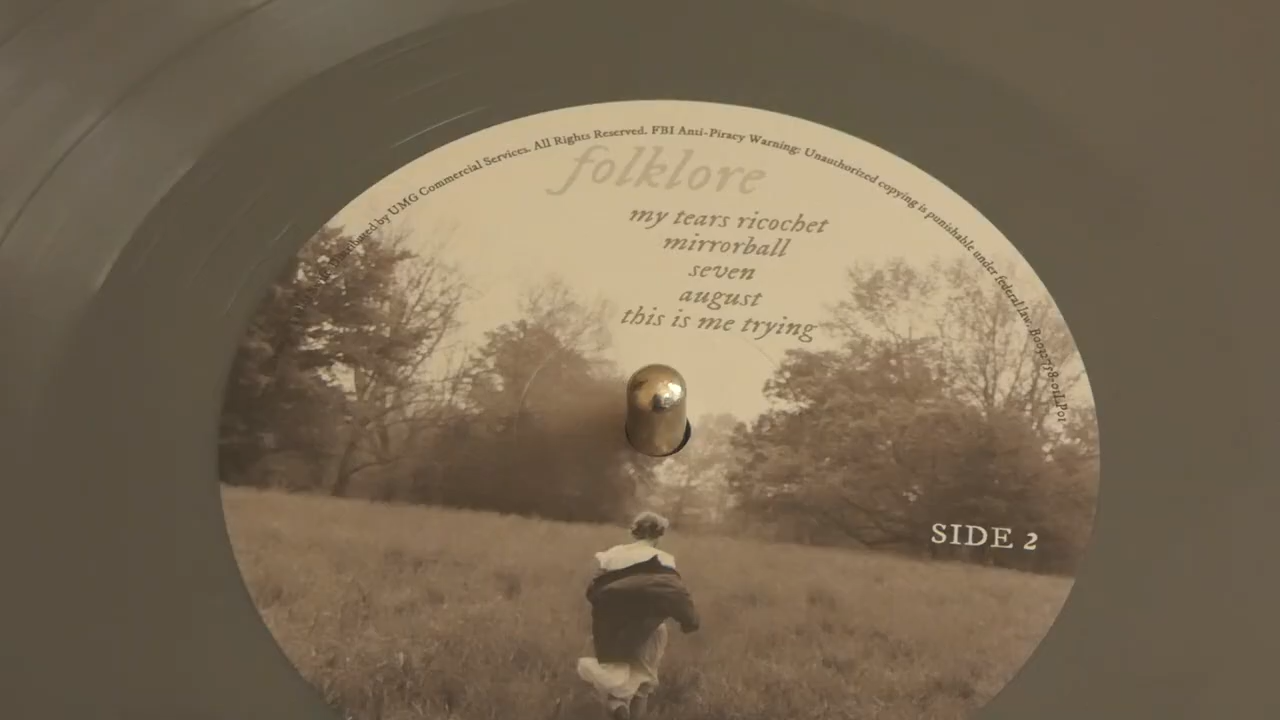 by UMG Commercial Services. All Rights Reserved. FBI Anti-Piracy Warning: Unauthorized copying is punishable under federal law.
folklore
my tears ricochet
mirrorball
seven
august
this is me trying
SIDE 2